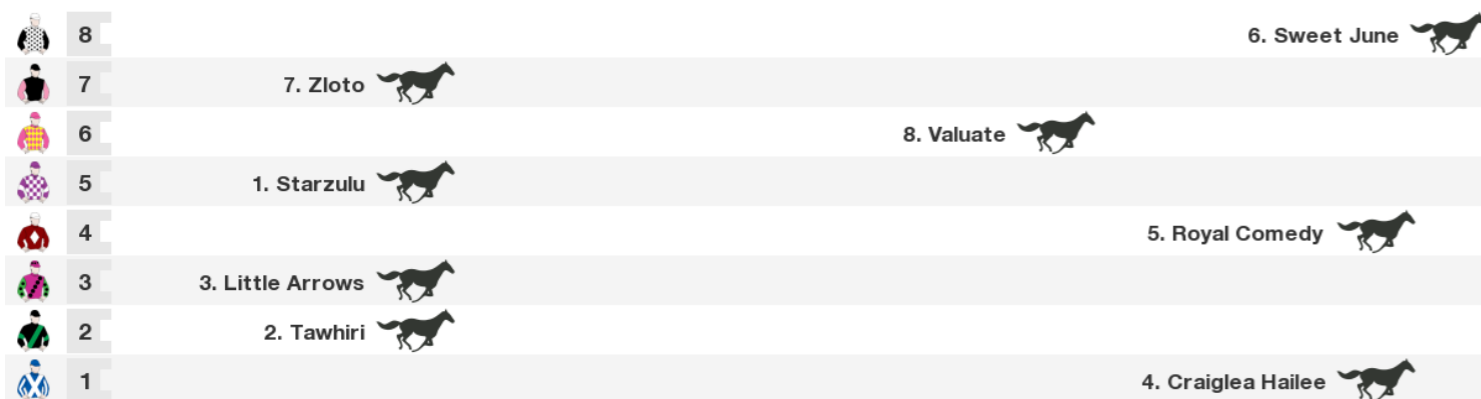 8 6. Sweet June
7 7. Zloto
6 8. Valuate
5 1. Starzulu
4 5. Royal Comedy
3 3. Little Arrows
2 2. Tawhiri
1 4. Craiglea Hailee